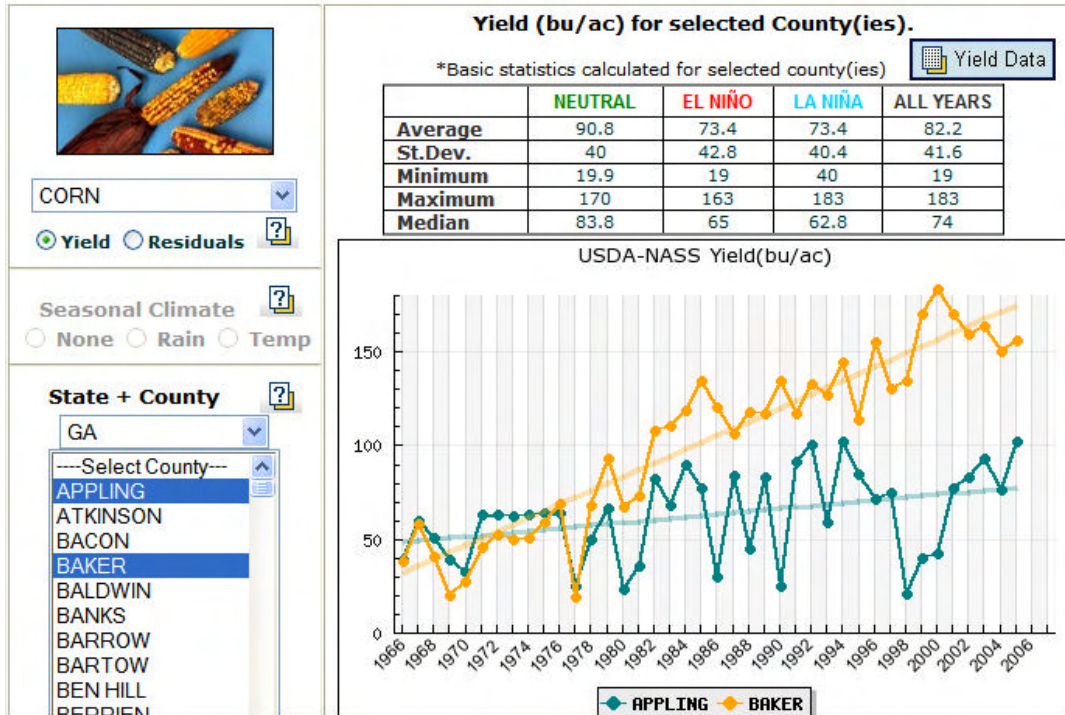 CORN
Yield Residuals
Seasonal Climate
None Rain Temp
State + County
GA
----Select County---
APPLING
ATKINSON
BACON
BAKER
BALDWIN
BANKS
BARROW
BARTOW
BEN HILL
BERRIEN
Yield (bu/ac) for selected County(ies).
*Basic statistics calculated for selected county(ies)
Yield Data
NEUTRAL EL NIÑO LA NIÑA ALL YEARS
Average 90.8 73.4 73.4 82.2
St.Dev. 40 42.8 40.4 41.6
Minimum 19.9 19 40 19
Maximum 170 163 183 183
Median 83.8 65 62.8 74
USDA-NASS Yield(bu/ac)
150
100
50
0
1966 1968 1970 1972 1974 1976 1978 1980 1982 1984 1986 1988 1990 1992 1994 1996 1998 2000 2002 2004 2006
APPLING BAKER